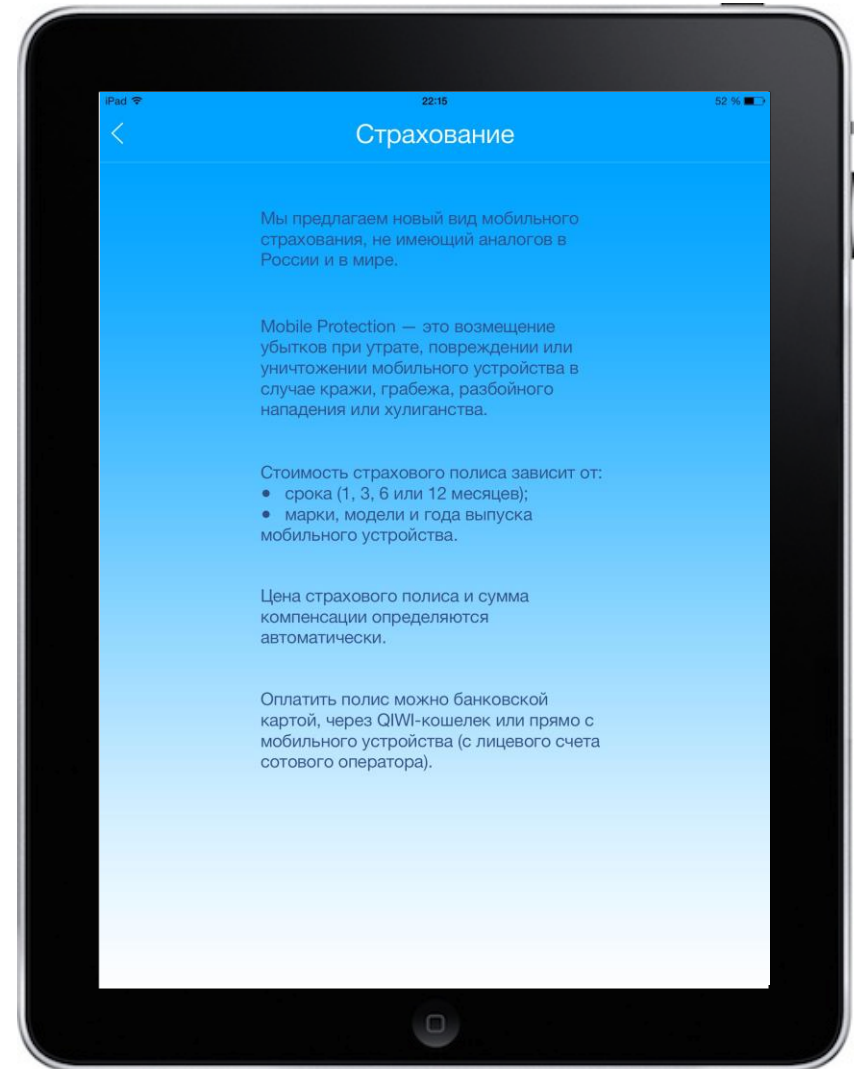 iPad 22:15 52 %
Страхование
Мы предлагаем новый вид мобильного
страхования, не имеющий аналогов в
России и в мире.
Mobile Protection — это возмещение
убытков при утрате, повреждении или
уничтожении мобильного устройства в
случае кражи, грабежа, разбойного
нападения или хулиганства.
Стоимость страхового полиса зависит от:
• срока (1, 3, 6 или 12 месяцев);
• марки, модели и года выпуска
мобильного устройства.
Цена страхового полиса и сумма
компенсации определяются
автоматически.
Оплатить полис можно банковской
картой, через QIWI-кошелек или прямо с
мобильного устройства (с лицевого счета
сотового оператора).